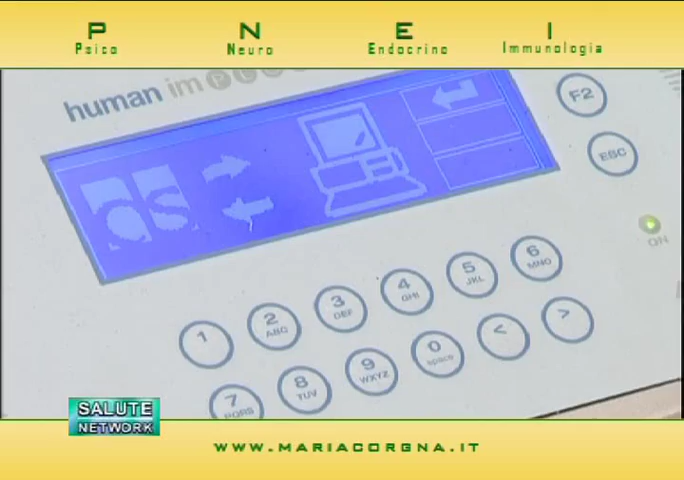 P N E I
Psico Neuro Endocrino Immunologia
human im
F2
ESC
ON
as
1
2 ABC
3 DEF
4 GHI
5 JKL
6 MNO
7 PQRS
8 TUV
9 WXYZ
0 space
<
>
SALUTE
NETWORK
WWW.MARIACORGNA.IT